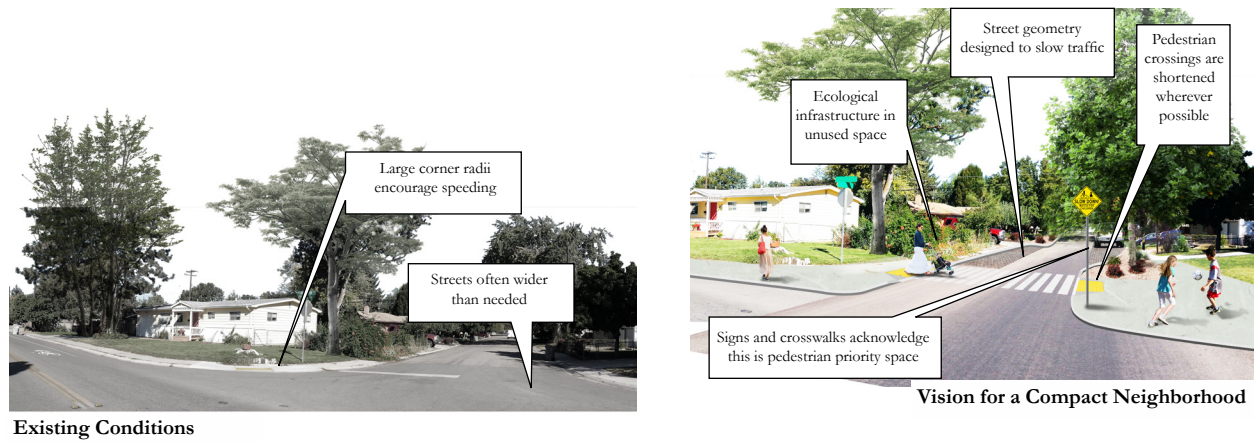 Large corner radii
encourage speeding
Streets often wider
than needed
Existing Conditions
Street geometry
designed to slow traffic
Pedestrian
crossings are
shortened
wherever
possible
Ecological
infrastructure in
unused space
SLOW DOWN
Signs and crosswalks acknowledge
this is pedestrian priority space
Vision for a Compact Neighborhood